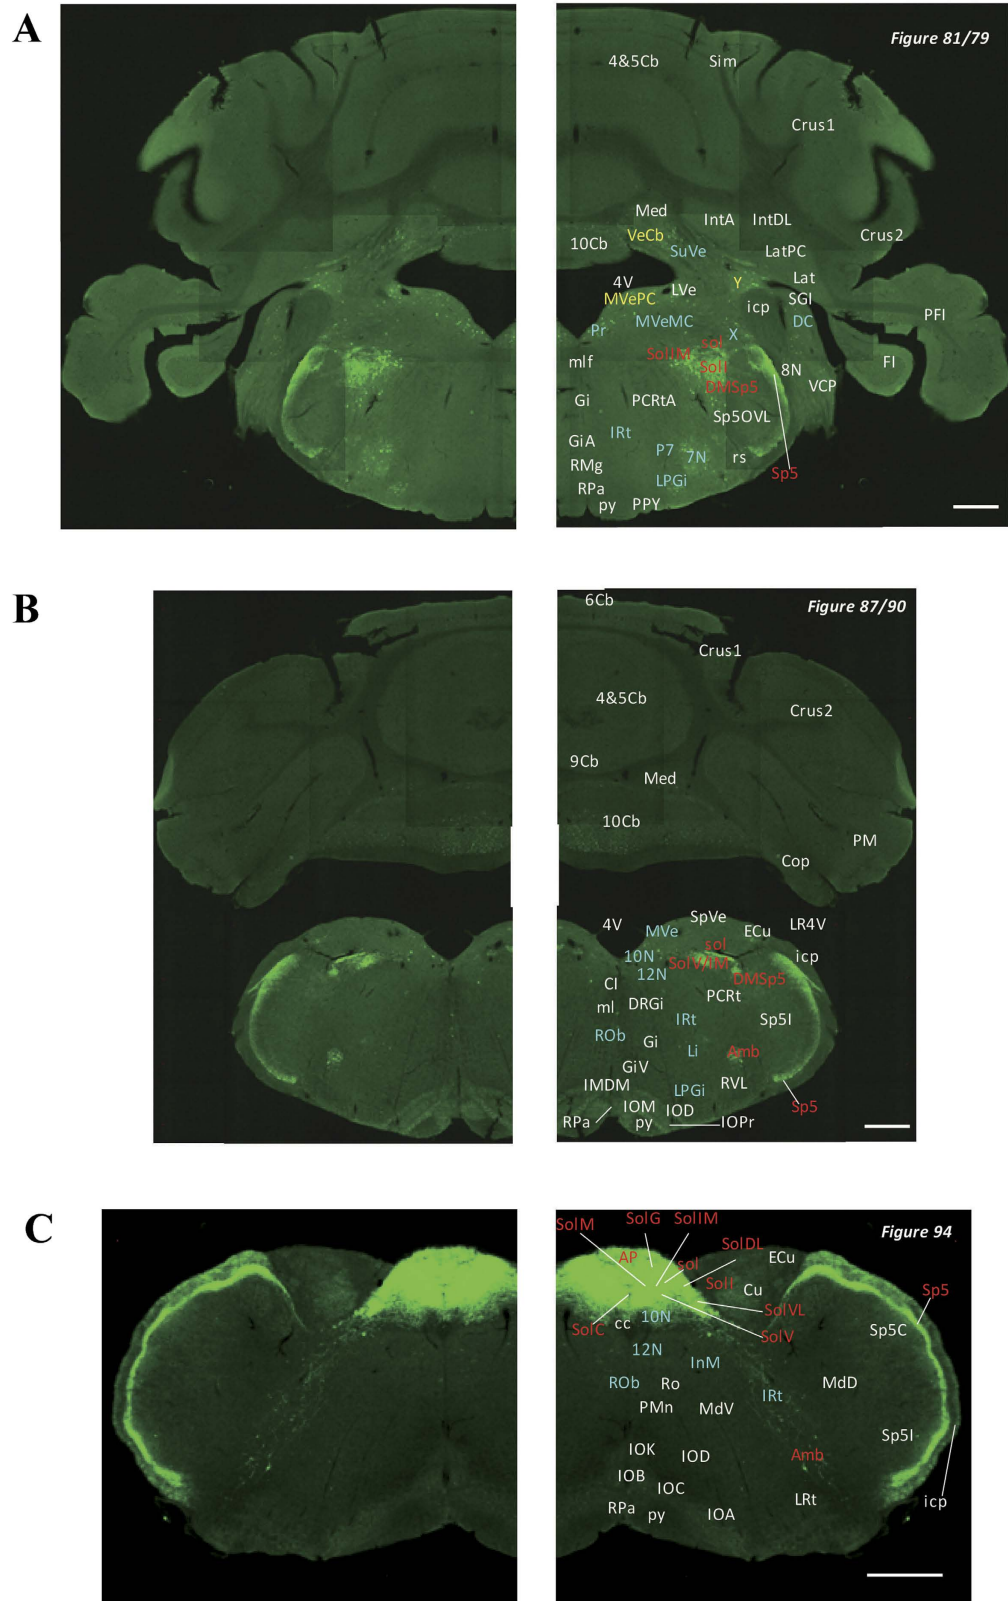 A
Figure 81/79
4&5Cb
Sim
Crus1
Med
IntA
IntDL
VeCb
Crus2
10Cb
SuVe
LatPC
4V
LVe
Y
Lat
MVePC
icp
SGl
PFl
Pr
MVeMC
X
DC
sol
mlf
SolIM
SolI
8N
Fl
DMSp5
VCP
Gi
PCRtA
Sp5OVL
IRt
GiA
P7
7N
rs
RMg
LPGi
Sp5
RPa
py
PPY
B
6Cb
Figure 87/90
Crus1
4&5Cb
Crus2
9Cb
Med
10Cb
PM
Cop
4V
SpVe
MVe
ECu
LR4V
sol
10N
SolV/IM
icp
12N
DMSp5
CI
PCRt
ml
DRGi
IRt
Sp5I
ROb
Gi
Li
Amb
GiV
IMDM
LPGi
RVL
IOM
IOD
Sp5
RPa
py
IOPr
C
SolM
SolG
SolIM
Figure 94
SolDL
AP
sol
ECu
SolI
Cu
Sp5
SolVL
10N
SolC
cc
SolV
Sp5C
12N
InM
ROb
Ro
IRt
MdD
PMn
MdV
Sp5I
IOK
IOD
Amb
IOB
IOC
LRt
icp
RPa
py
IOA